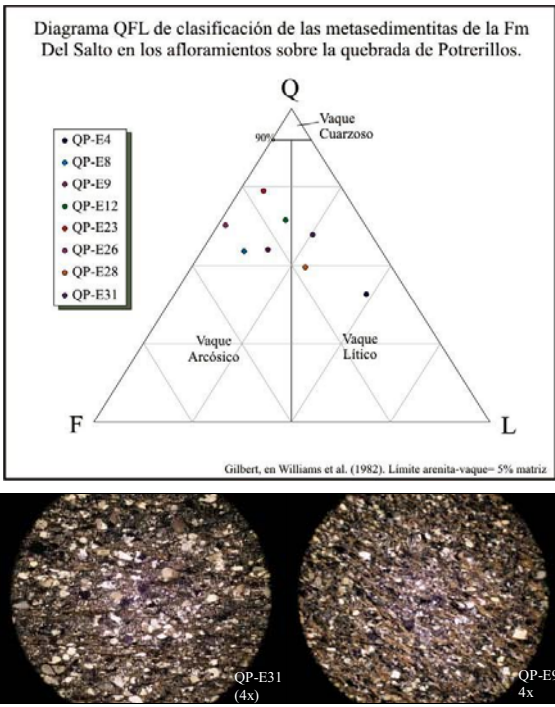 Diagrama QFL de clasificación de las metasedimentitas de la Fm
Del Salto en los afloramientos sobre la quebrada de Potrerillos.
Q
Vaque
Cuarzoso
90%
QP-E4
QP-E8
QP-E9
QP-E12
QP-E23
QP-E26
QP-E28
QP-E31
Vaque
Arcósico
Vaque
Lítico
F
L
Gilbert, en Williams et al. (1982). Límite arenita-vaque= 5% matriz
QP-E31
(4x)
QP-E9
4x